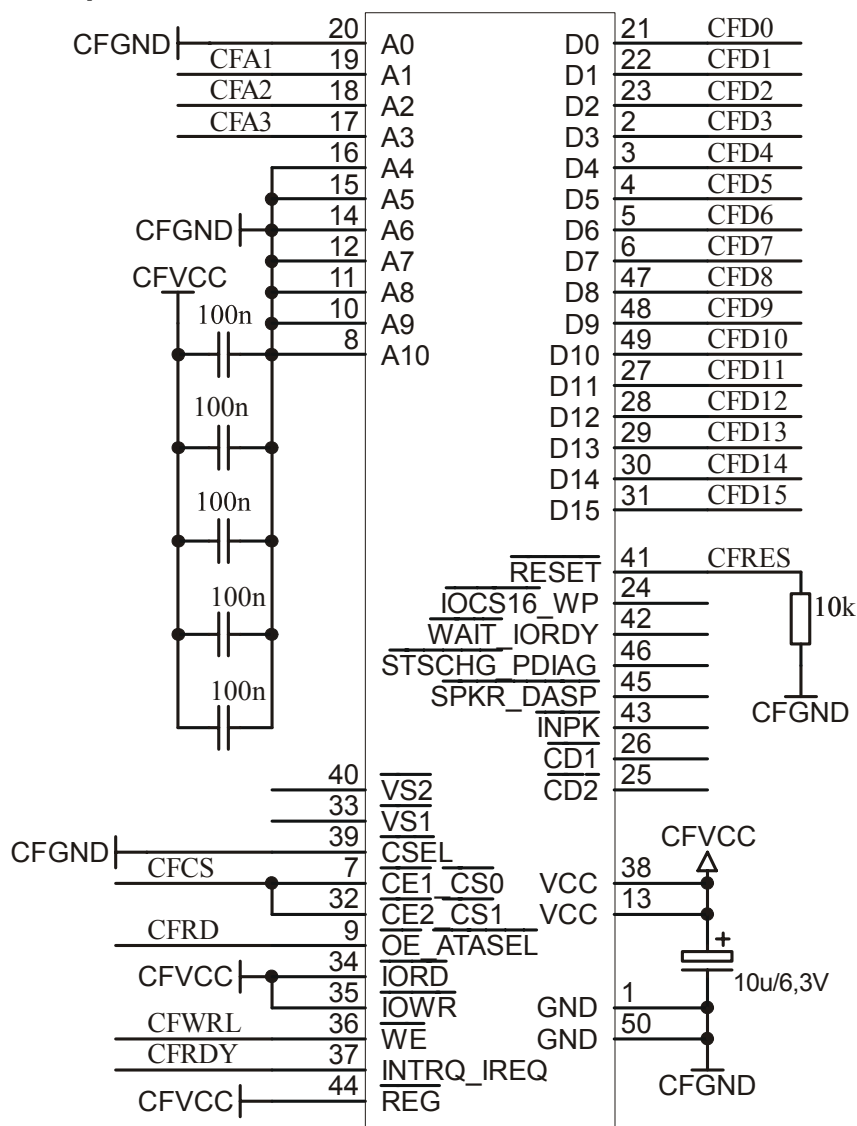 CFGND 20 A0 D0 21 CFD0
CFA1 19 A1 D1 22 CFD1
CFA2 18 A2 D2 23 CFD2
CFA3 17 A3 D3 2 CFD3
16 A4 D4 3 CFD4
15 A5 D5 4 CFD5
CFGND 14 A6 D6 5 CFD6
12 A7 D7 6 CFD7
CFVCC 11 A8 D8 47 CFD8
100n 10 A9 D9 48 CFD9
8 A10 D10 49 CFD10
D11 27 CFD11
100n D12 28 CFD12
D13 29 CFD13
D14 30 CFD14
100n D15 31 CFD15
RESET 41 CFRES
100n IOCS16_WP 24 10k
WAIT_IORDY 42
STSCHG_PDIAG 46
100n SPKR_DASP 45
INPK 43 CFGND
CD1 26
40 VS2 CD2 25
33 VS1
CFGND 39 CSEL CFVCC
CFCS 7 CE1_CS0 VCC 38
32 CE2_CS1 VCC 13
CFRD 9 OE_ATASEL +
CFVCC 34 IORD 10u/6,3V
35 IOWR GND 1
CFWRL 36 WE GND 50
CFRDY 37 INTRQ_IREQ
CFVCC 44 REG CFGND